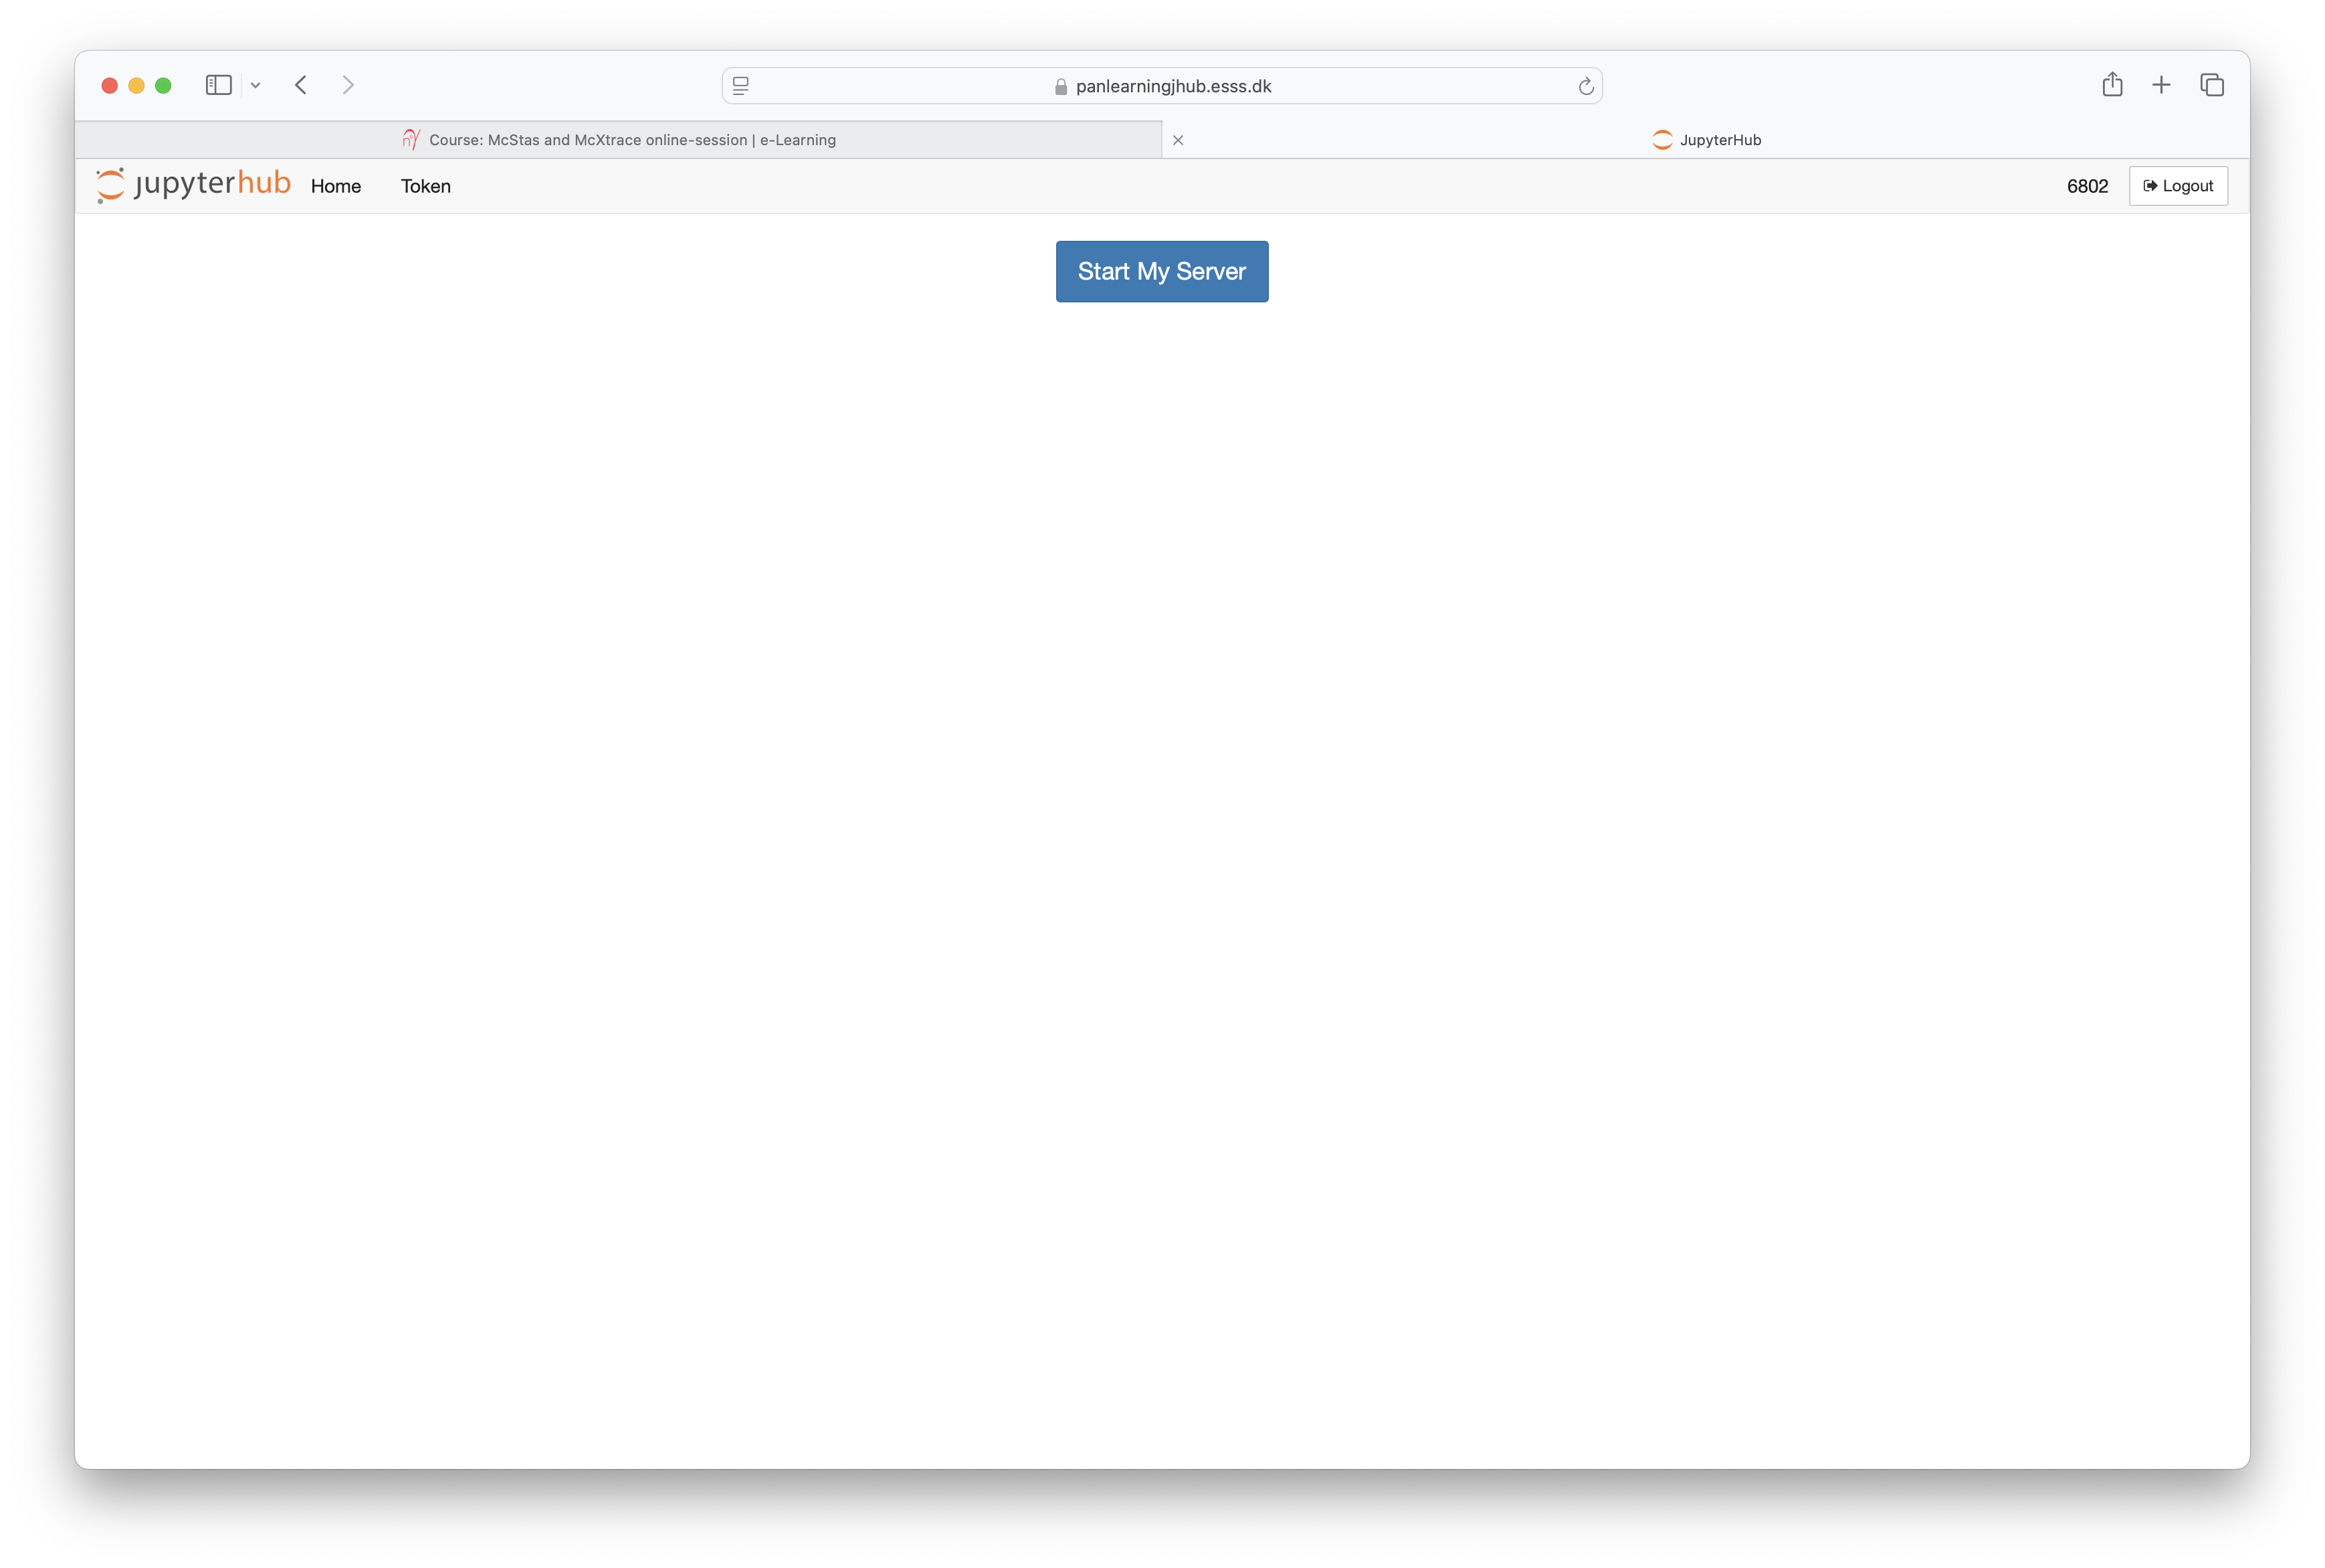 panlearningjhub.esss.dk
Course: McStas and McXtrace online-session | e-Learning
JupyterHub
jupyterhub Home Token 6802 Logout
Start My Server